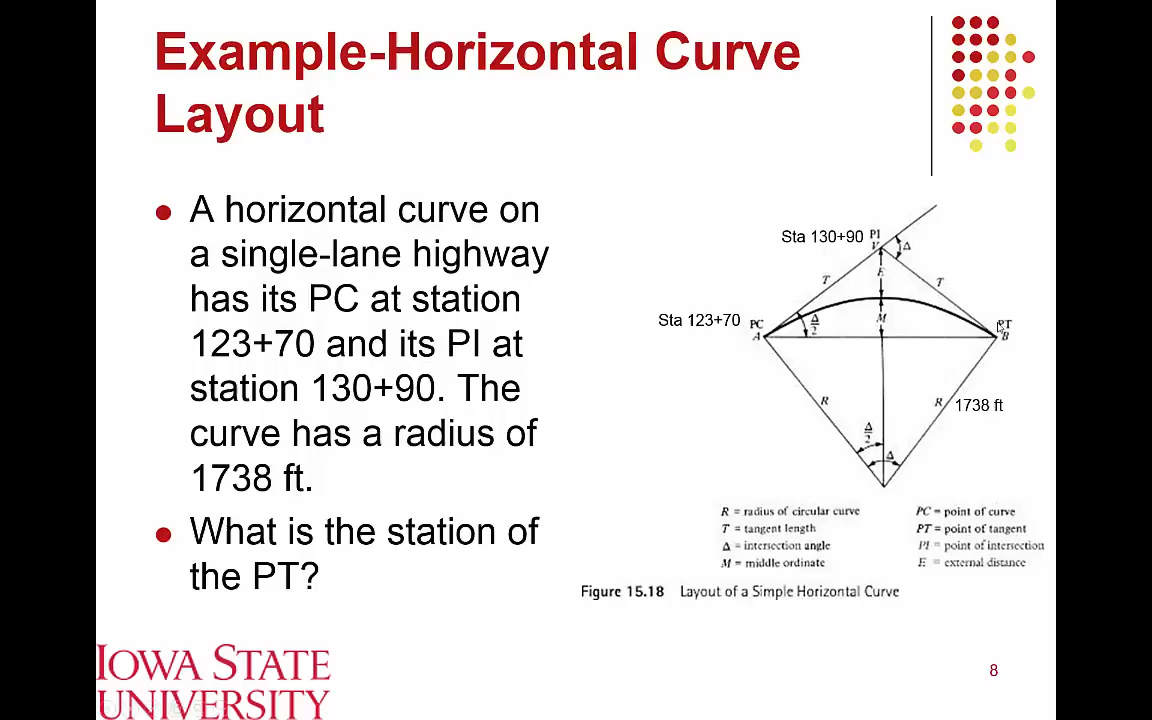 Example-Horizontal Curve
Layout
A horizontal curve on
a single-lane highway
has its PC at station
123+70 and its PI at
station 130+90. The
curve has a radius of
1738 ft.
What is the station of
the PT?
Sta 130+90
PI
V
Δ
T
E
T
Sta 123+70
PC
A
Δ
2
M
PT
B
R
R
1738 ft
Δ
2
Δ
R = radius of circular curve
T = tangent length
Δ = intersection angle
M = middle ordinate
PC = point of curve
PT = point of tangent
PI = point of intersection
E = external distance
Figure 15.18 Layout of a Simple Horizontal Curve
IOWA STATE
UNIVERSITY
8